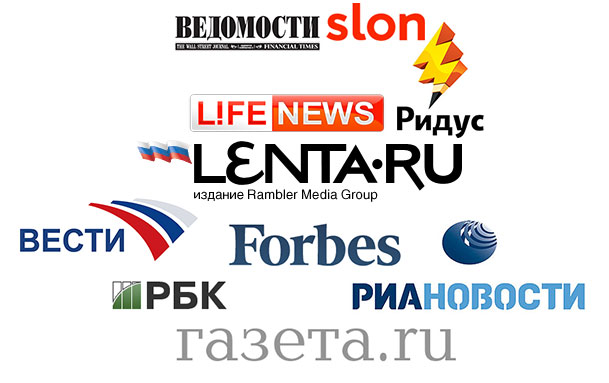 ВЕДОМОСТИ
THE WALL STREET JOURNAL FINANCIAL TIMES
slon
Ридус
L!FE NEWS
LENTA·RU
издание Rambler Media Group
ВЕСТИ
Forbes
РБК
РИАНОВОСТИ
газета.ru